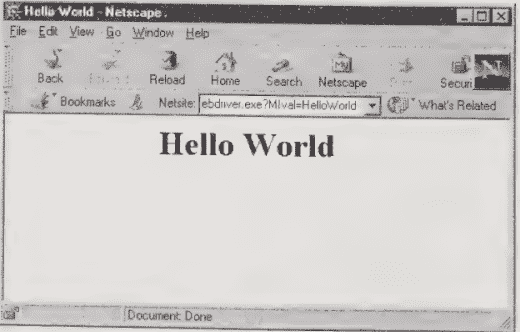 Hello World - Netscape
File Edit View Go Window Help
Back Reload Home Search Netscape Securi
Bookmarks Netsite: ebdriver.exe?MIval=HelloWorld What's Related
Hello World
Document: Done